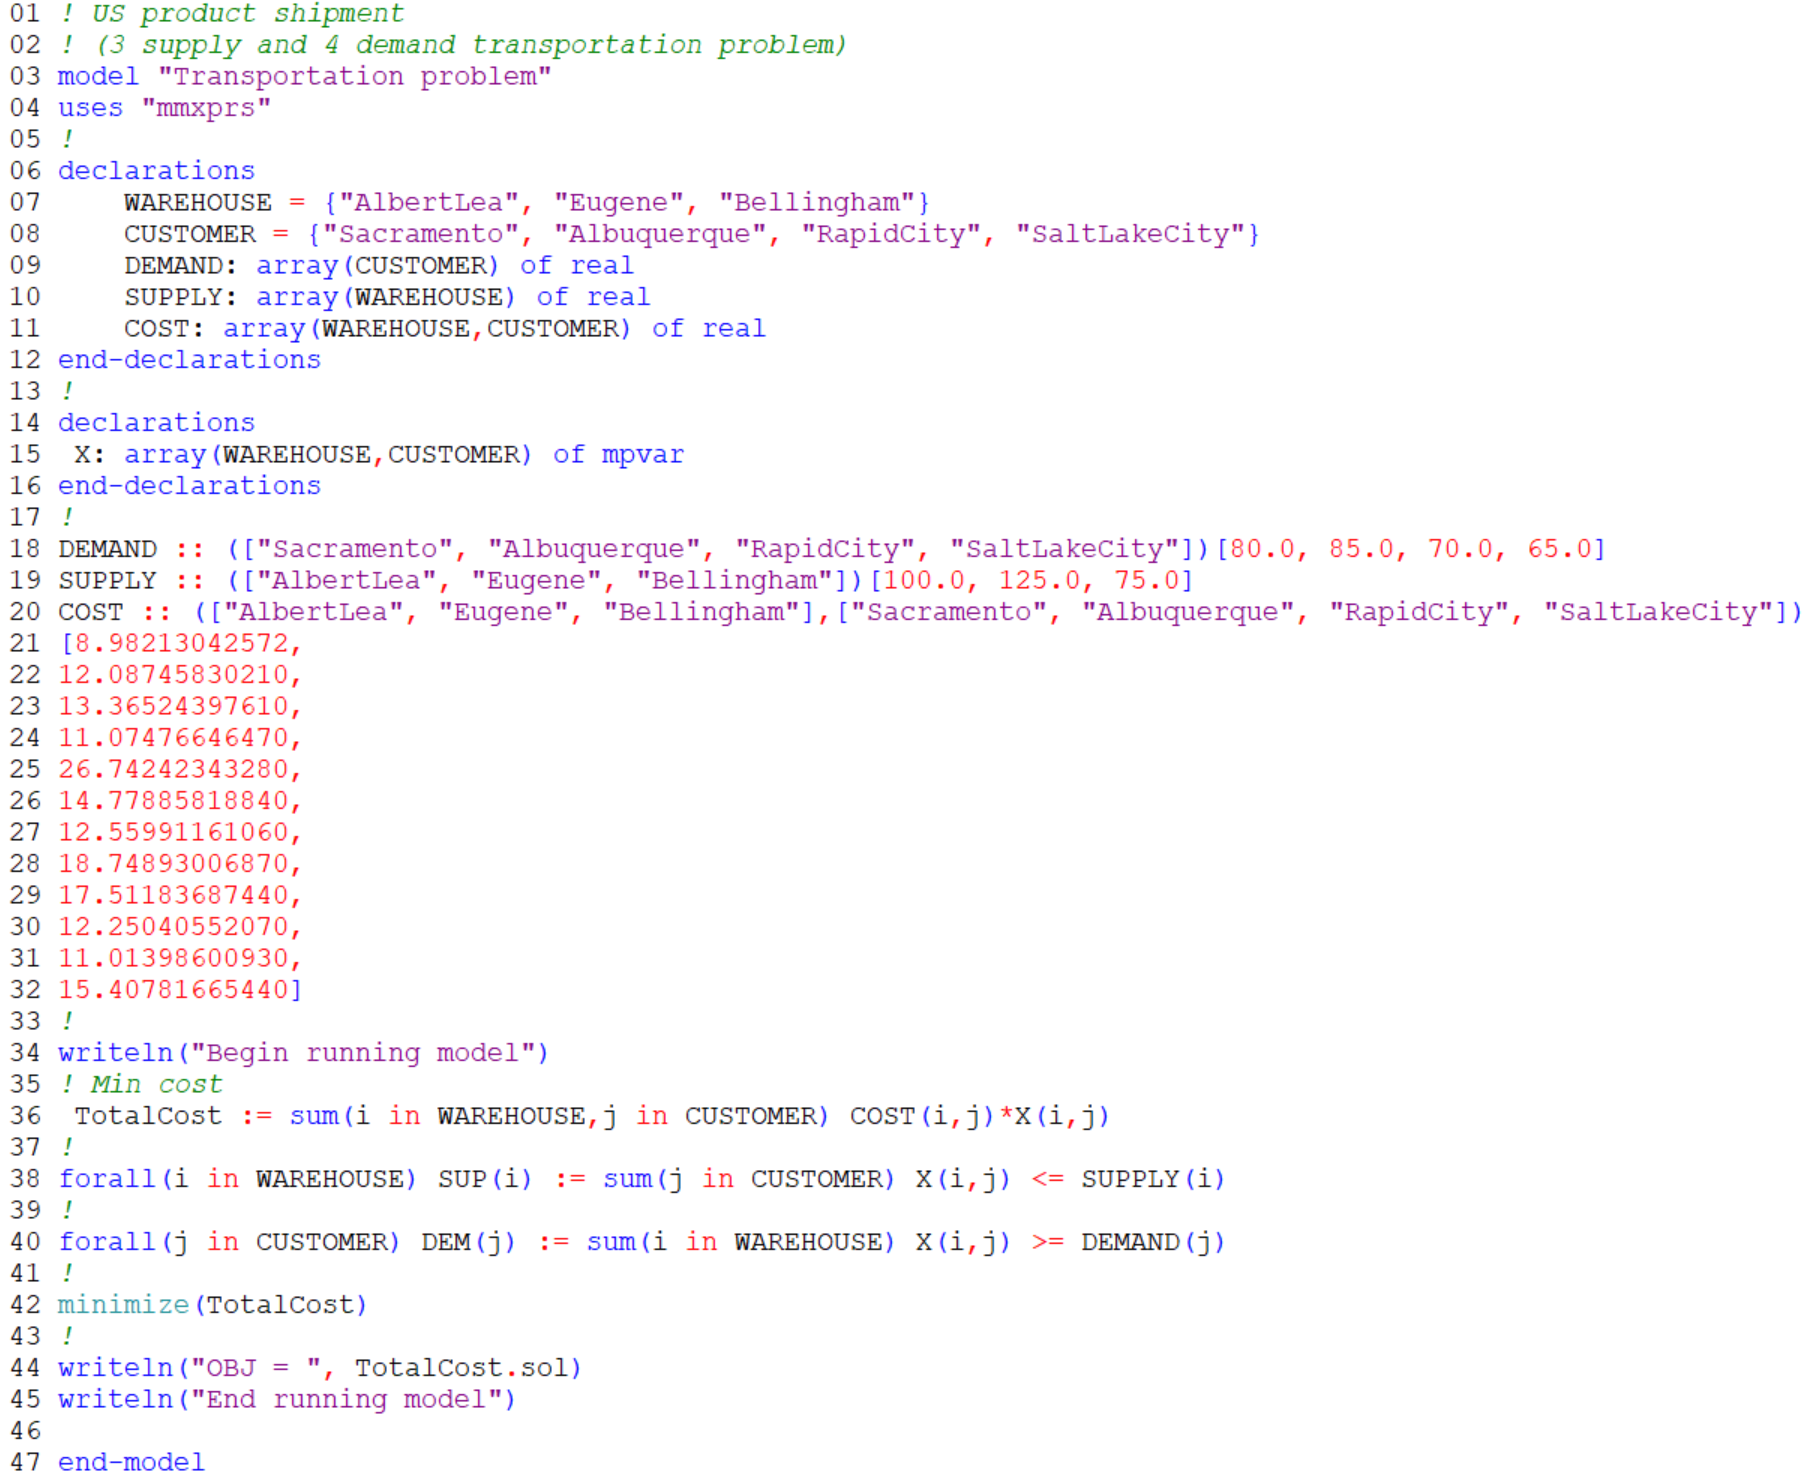 01 ! US product shipment
02 ! (3 supply and 4 demand transportation problem)
03 model "Transportation problem"
04 uses "mmxprs"
05 !
06 declarations
07     WAREHOUSE = {"AlbertLea", "Eugene", "Bellingham"}
08     CUSTOMER = {"Sacramento", "Albuquerque", "RapidCity", "SaltLakeCity"}
09     DEMAND: array(CUSTOMER) of real
10     SUPPLY: array(WAREHOUSE) of real
11     COST: array(WAREHOUSE,CUSTOMER) of real
12 end-declarations
13 !
14 declarations
15  X: array(WAREHOUSE,CUSTOMER) of mpvar
16 end-declarations
17 !
18 DEMAND :: (["Sacramento", "Albuquerque", "RapidCity", "SaltLakeCity"])[80.0, 85.0, 70.0, 65.0]
19 SUPPLY :: (["AlbertLea", "Eugene", "Bellingham"])[100.0, 125.0, 75.0]
20 COST :: (["AlbertLea", "Eugene", "Bellingham"],["Sacramento", "Albuquerque", "RapidCity", "SaltLakeCity"])
21 [8.98213042572,
22 12.08745830210,
23 13.36524397610,
24 11.07476646470,
25 26.74242343280,
26 14.77885818840,
27 12.55991161060,
28 18.74893006870,
29 17.51183687440,
30 12.25040552070,
31 11.01398600930,
32 15.40781665440]
33 !
34 writeln("Begin running model")
35 ! Min cost
36  TotalCost := sum(i in WAREHOUSE,j in CUSTOMER) COST(i,j)*X(i,j)
37 !
38 forall(i in WAREHOUSE) SUP(i) := sum(j in CUSTOMER) X(i,j) <= SUPPLY(i)
39 !
40 forall(j in CUSTOMER) DEM(j) := sum(i in WAREHOUSE) X(i,j) >= DEMAND(j)
41 !
42 minimize(TotalCost)
43 !
44 writeln("OBJ = ", TotalCost.sol)
45 writeln("End running model")
46
47 end-model